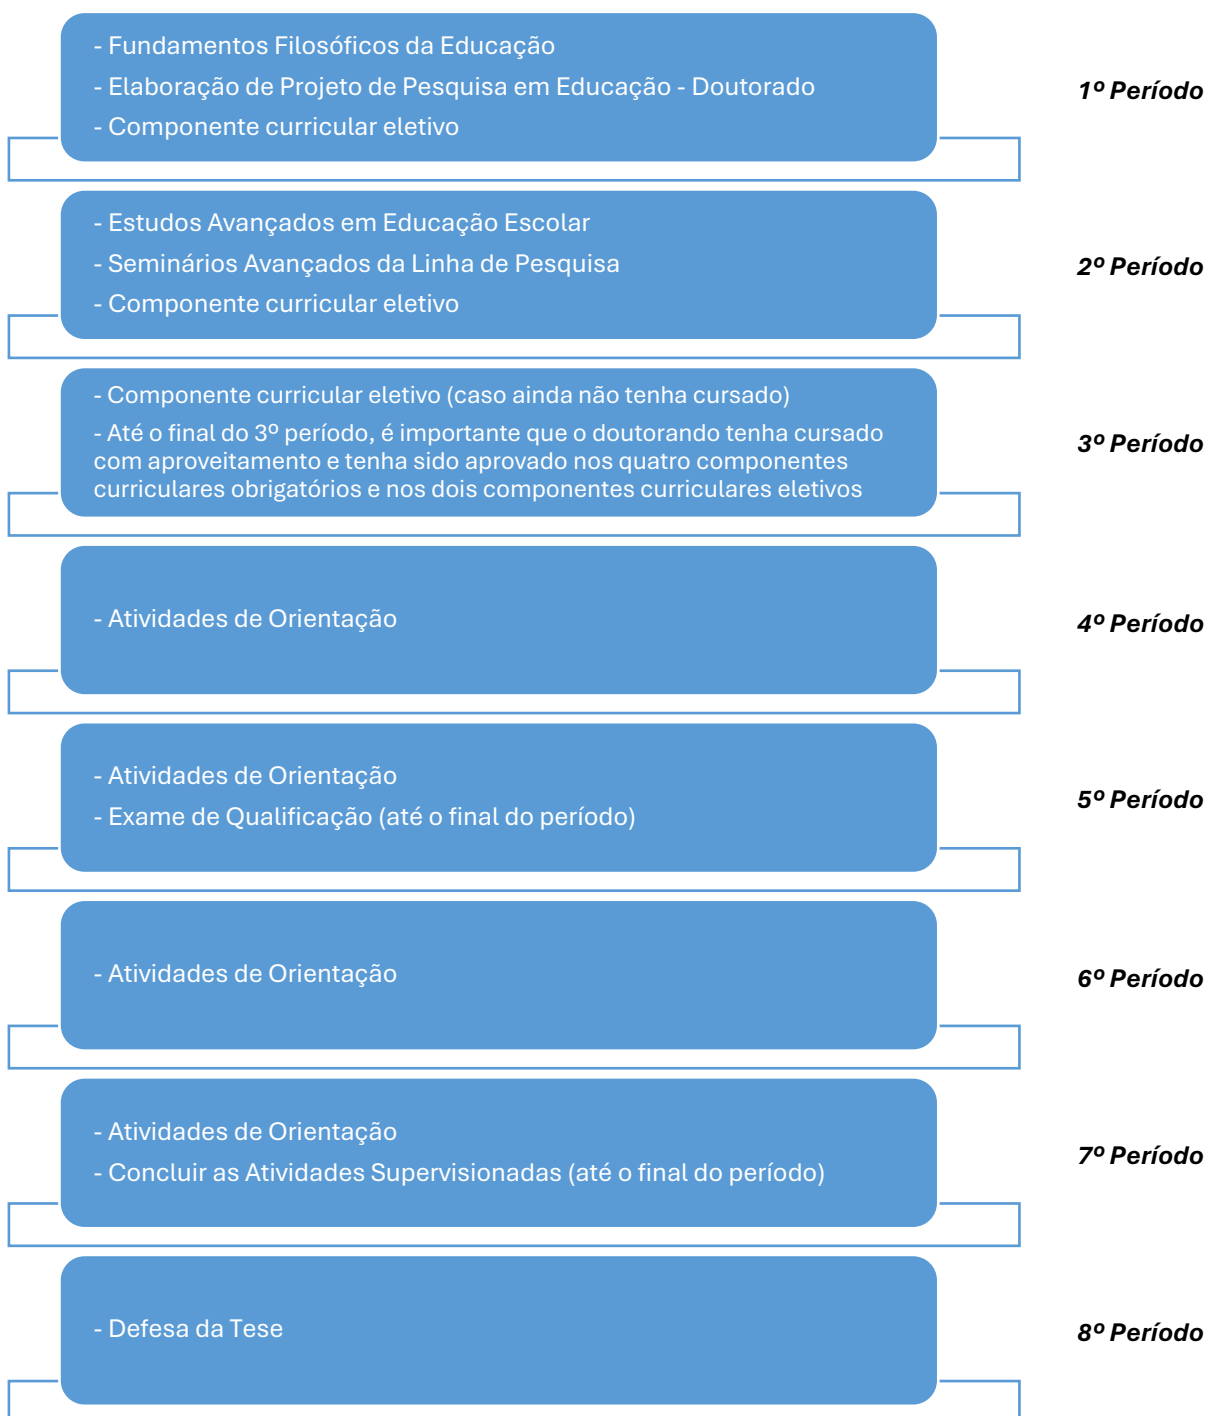 - Fundamentos Filosóficos da Educação
- Elaboração de Projeto de Pesquisa em Educação - Doutorado
- Componente curricular eletivo
1º Período
- Estudos Avançados em Educação Escolar
- Seminários Avançados da Linha de Pesquisa
- Componente curricular eletivo
2º Período
- Componente curricular eletivo (caso ainda não tenha cursado)
- Até o final do 3º período, é importante que o doutorando tenha cursado
com aproveitamento e tenha sido aprovado nos quatro componentes
curriculares obrigatórios e nos dois componentes curriculares eletivos
3º Período
- Atividades de Orientação
4º Período
- Atividades de Orientação
- Exame de Qualificação (até o final do período)
5º Período
- Atividades de Orientação
6º Período
- Atividades de Orientação
- Concluir as Atividades Supervisionadas (até o final do período)
7º Período
- Defesa da Tese
8º Período